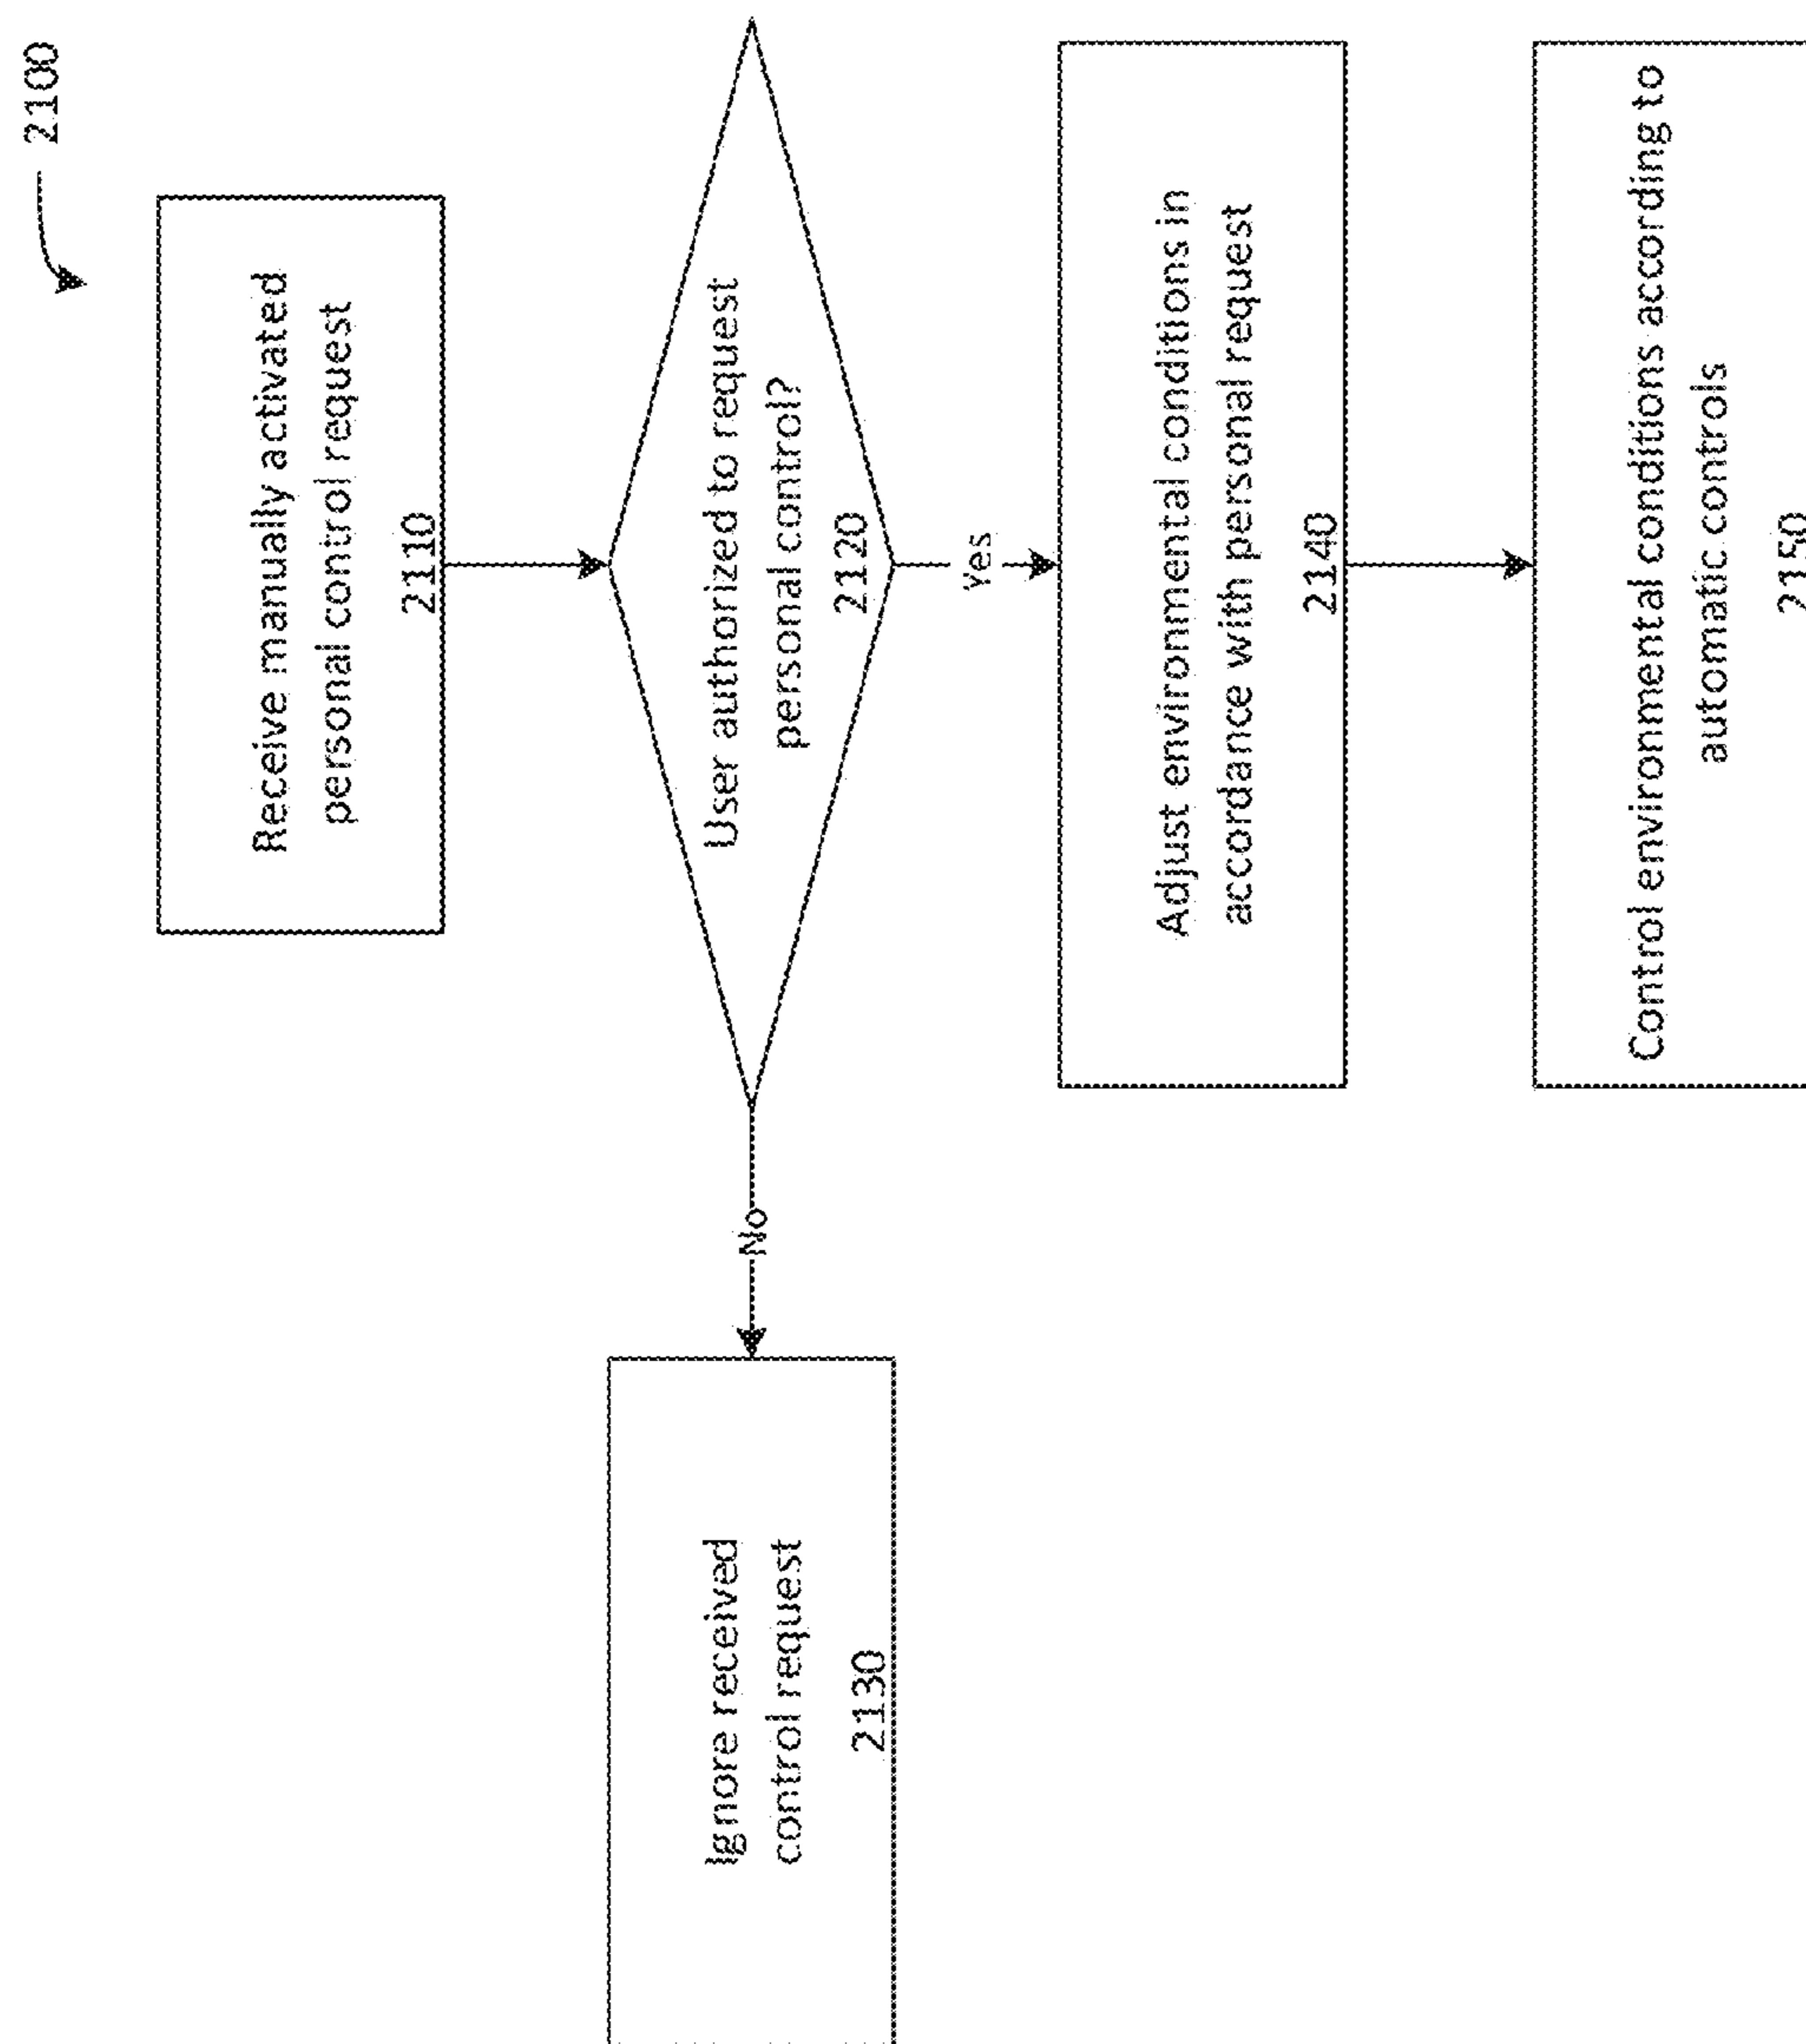 2100
Receive manually activated
personal control request
2110
User authorized to request
personal control?
2120
No
Ignore received
control request
2130
Yes
Adjust environmental conditions in
accordance with personal request
2140
Control environmental conditions according to
automatic controls
2150